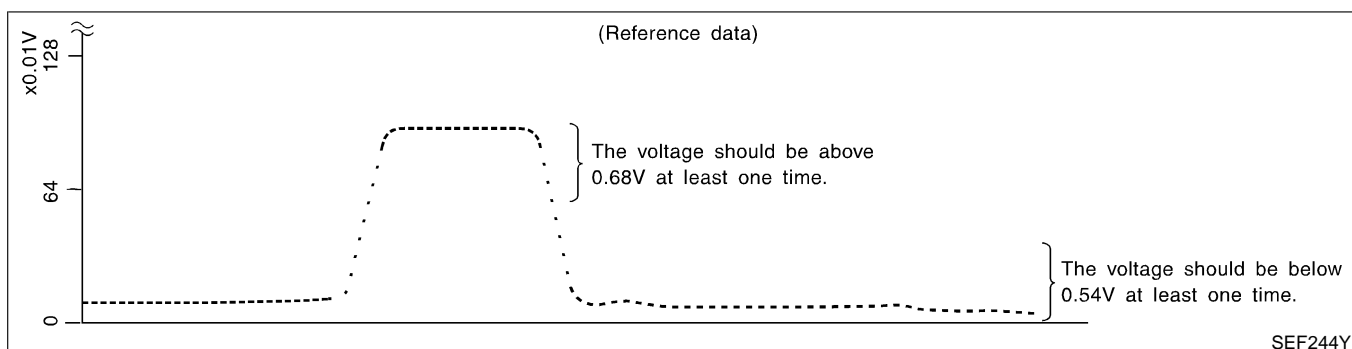 (Reference data)
x0.01V
128
64
0
The voltage should be above
0.68V at least one time.
The voltage should be below
0.54V at least one time.
SEF244Y